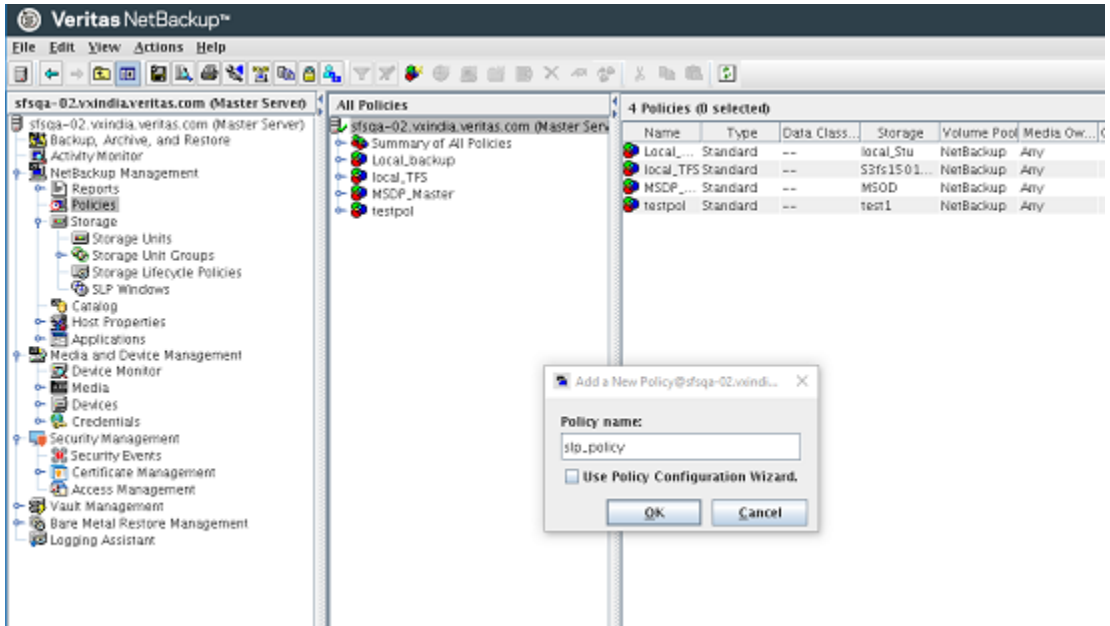 Veritas NetBackup™
File Edit View Actions Help
sfsqa-02.vxindia.veritas.com (Master Server)
sfsqa-02.vxindia.veritas.com (Master Server)
Backup, Archive, and Restore
Activity Monitor
NetBackup Management
Reports
Policies
Storage
Storage Units
Storage Unit Groups
Storage Lifecycle Policies
SLP Windows
Catalog
Host Properties
Applications
Media and Device Management
Device Monitor
Media
Devices
Credentials
Security Management
Security Events
Certificate Management
Access Management
Vault Management
Bare Metal Restore Management
Logging Assistant
All Policies
sfsqa-02.vxindia.veritas.com (Master Serv
Summary of All Policies
Local_backup
local_TFS
MSDP_Master
testpol
4 Policies (0 selected)
Name Type Data Class... Storage Volume Pool Media Ow...
Local_... Standard -- local_Stu NetBackup Any
local_TFS Standard -- S3fs1501... NetBackup Any
MSDP_... Standard -- MSOD NetBackup Any
testpol Standard -- test1 NetBackup Any
Add a New Policy@sfsqa-02.vxindi...
Policy name:
slp_policy
Use Policy Configuration Wizard.
OK Cancel